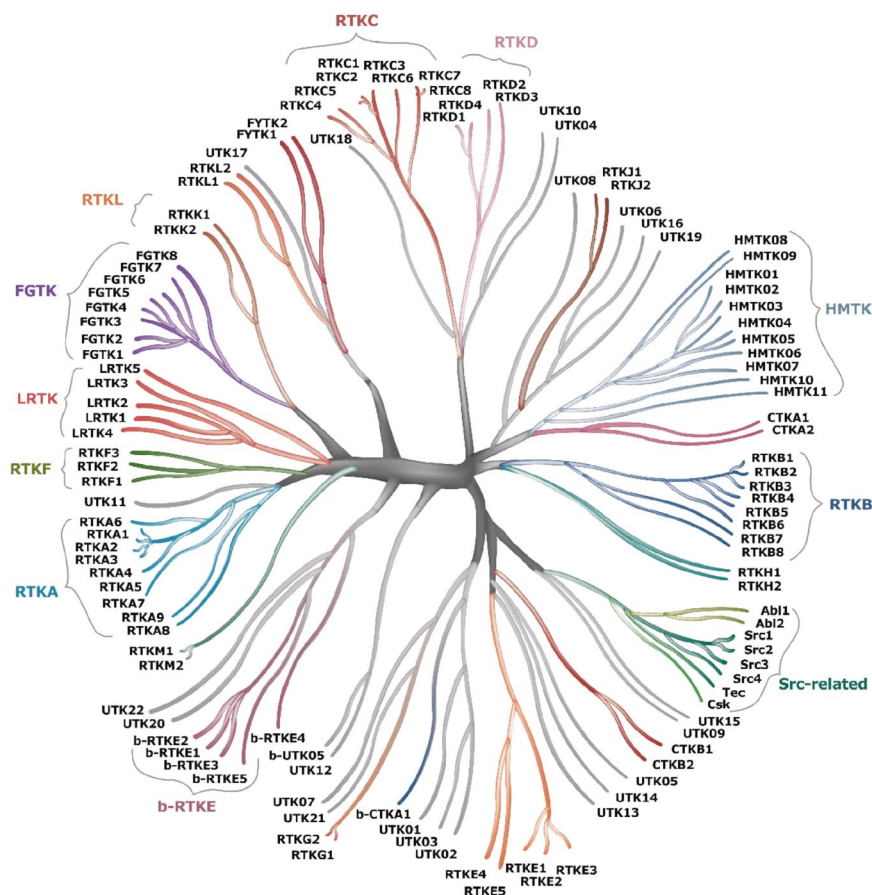 RTKC
RTKD
RTKC1
RTKC3
RTKC2
RTKC6
RTKC7
RTKC5
RTKC8
RTKC4
RTKD4
RTKD1
RTKD2
RTKD3
UTK18
UTK10
UTK04
FYTK2
FYTK1
UTK17
RTKL2
RTKL1
RTKL
RTKK1
RTKK2
UTK08
RTKJ1
RTKJ2
UTK06
UTK16
UTK19
FGTK8
FGTK7
FGTK6
FGTK5
FGTK4
FGTK3
FGTK2
FGTK1
FGTK
HMTK08
HMTK09
HMTK01
HMTK02
HMTK03
HMTK04
HMTK05
HMTK06
HMTK07
HMTK10
HMTK11
HMTK
LRTK5
LRTK3
LRTK2
LRTK1
LRTK4
LRTK
CTKA1
CTKA2
RTKF3
RTKF2
RTKF1
RTKF
UTK11
RTKB1
RTKB2
RTKB3
RTKB4
RTKB5
RTKB6
RTKB7
RTKB8
RTKB
RTKH1
RTKH2
RTKA6
RTKA1
RTKA2
RTKA3
RTKA4
RTKA5
RTKA7
RTKA9
RTKA8
RTKA
RTKM1
RTKM2
Abl1
Abl2
Src1
Src2
Src3
Src4
Tec
Csk
Src-related
UTK15
UTK09
CTKB1
CTKB2
UTK05
UTK14
UTK13
UTK22
UTK20
b-RTKE2
b-RTKE1
b-RTKE3
b-RTKE5
b-RTKE4
b-RTKE
b-UTK05
UTK12
UTK07
UTK21
RTKG2
RTKG1
b-CTKA1
UTK01
UTK03
UTK02
RTKE4
RTKE5
RTKE1
RTKE2
RTKE3